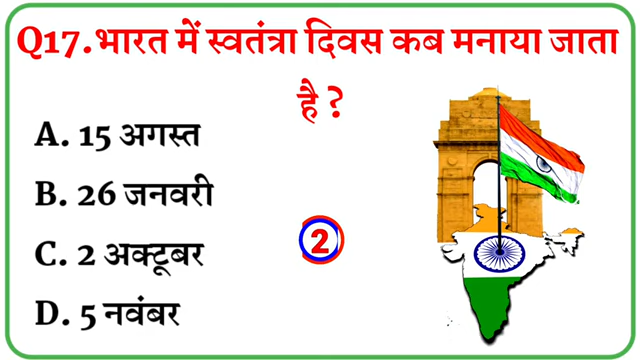 Q17.भारत में स्वतंत्रा दिवस कब मनाया जाता
है ?
A. 15 अगस्त
B. 26 जनवरी
C. 2 अक्टूबर
D. 5 नवंबर
2